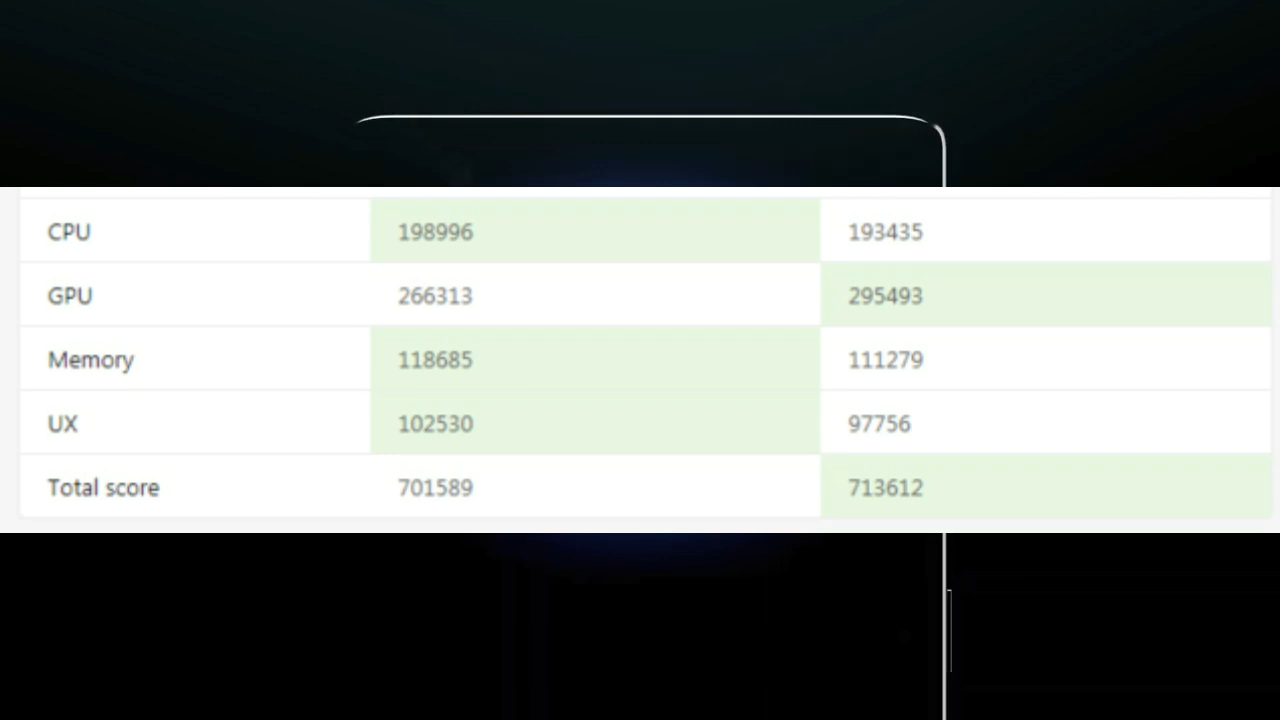 CPU 198996 193435
GPU 266313 295493
Memory 118685 111279
UX 102530 97756
Total score 701589 713612